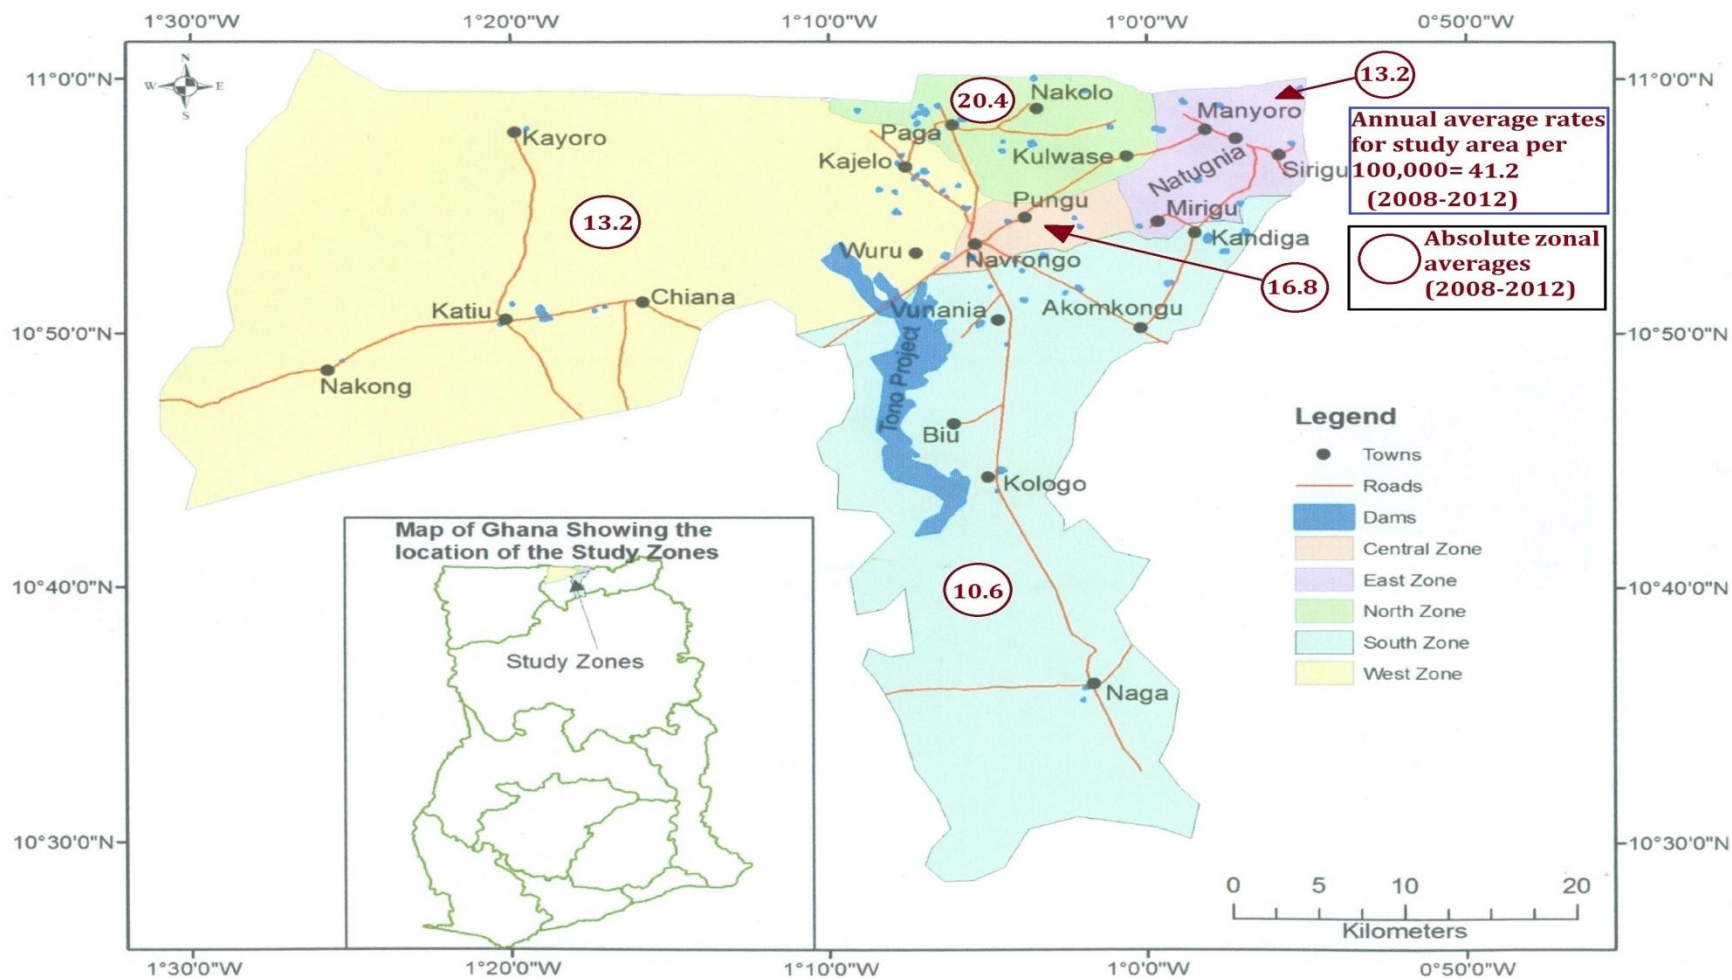 1°30'0"W
1°20'0"W
1°10'0"W
1°0'0"W
0°50'0"W
11°0'0"N
11°0'0"N
N
W
E
S
13.2
20.4
Nakolo
Manyoro
Annual average rates
for study area per
100,000= 41.2
(2008-2012)
Kayoro
Paga
Kajelo
Kulwase
Natugnia
Sirigu
13.2
Pungu
Mirigu
Kandiga
Wuru
Navrongo
16.8
Absolute zonal
averages
(2008-2012)
Katiu
Chiana
Vunania
Akomkongu
10°50'0"N
10°50'0"N
Nakong
Tono Project
Biu
Kologo
Legend
Towns
Roads
Dams
Central Zone
East Zone
North Zone
South Zone
West Zone
Map of Ghana Showing the
location of the Study Zones
Study Zones
10°40'0"N
10.6
10°40'0"N
Naga
10°30'0"N
10°30'0"N
0
5
10
20
Kilometers
1°30'0"W
1°20'0"W
1°10'0"W
1°0'0"W
0°50'0"W